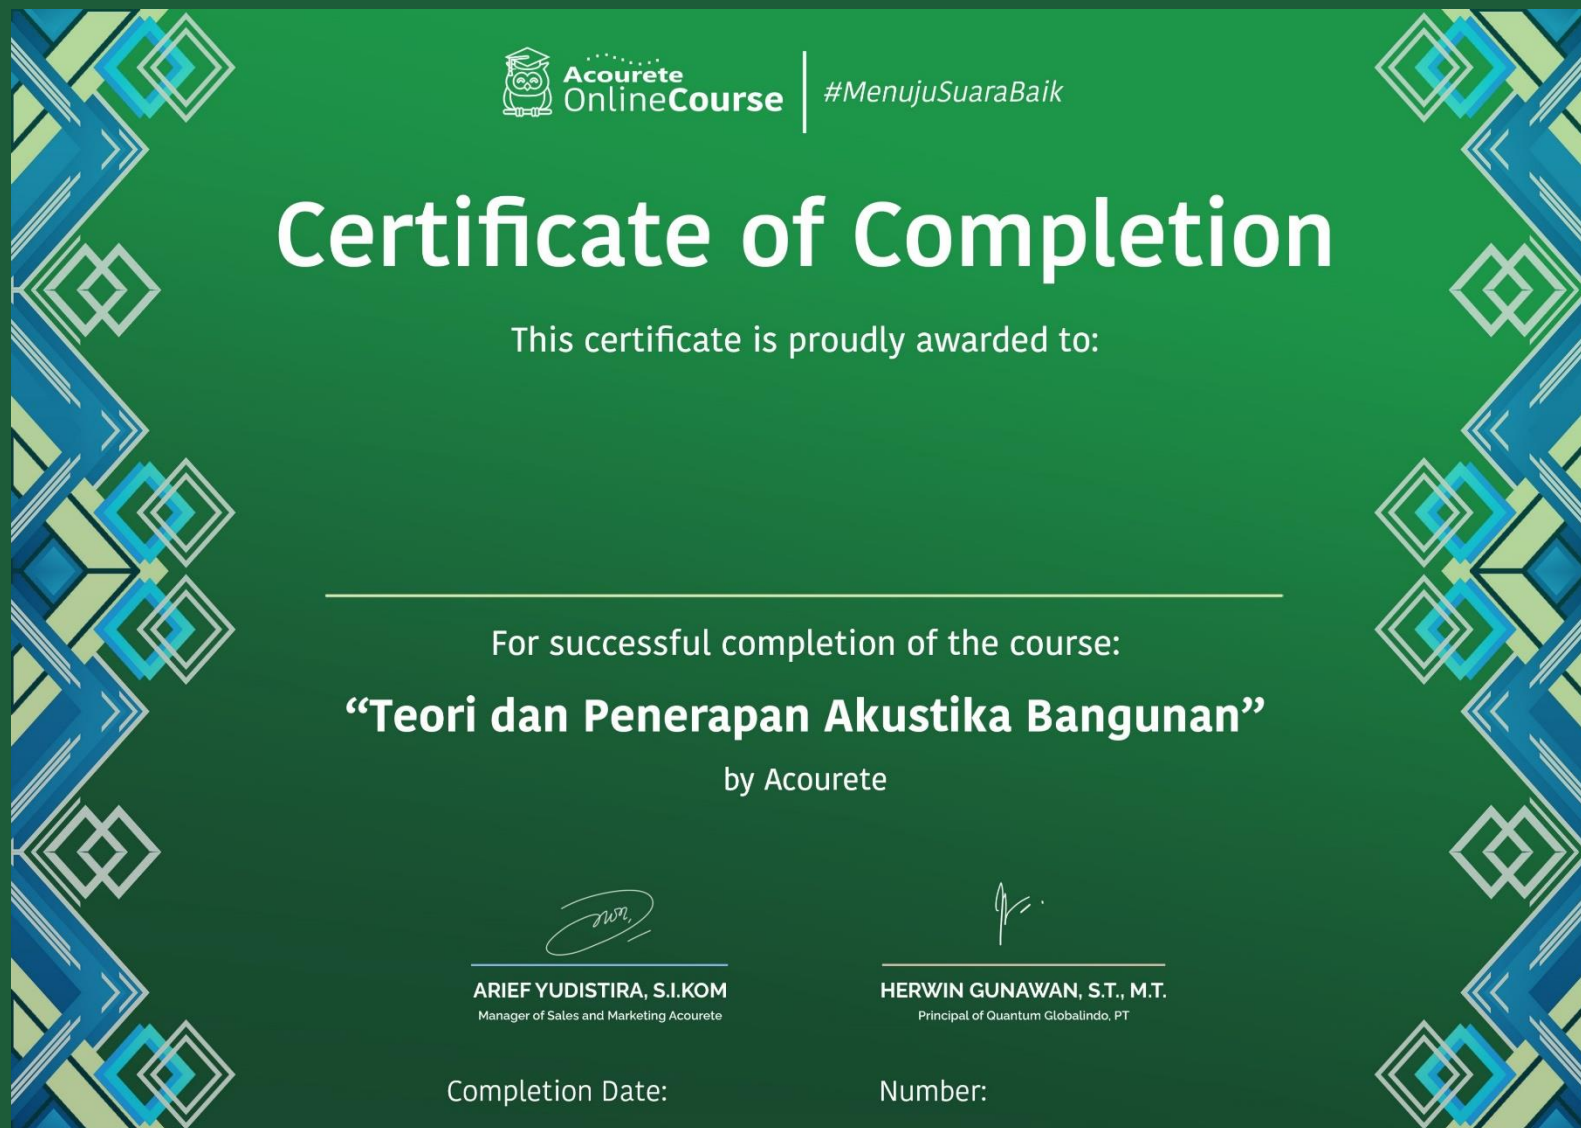 Acourete
OnlineCourse
#MenujuSuaraBaik
Certificate of Completion
This certificate is proudly awarded to:
For successful completion of the course:
“Teori dan Penerapan Akustika Bangunan”
by Acourete
ARIEF YUDISTIRA, S.I.KOM
Manager of Sales and Marketing Acourete
HERWIN GUNAWAN, S.T., M.T.
Principal of Quantum Globalindo, PT
Completion Date:
Number: